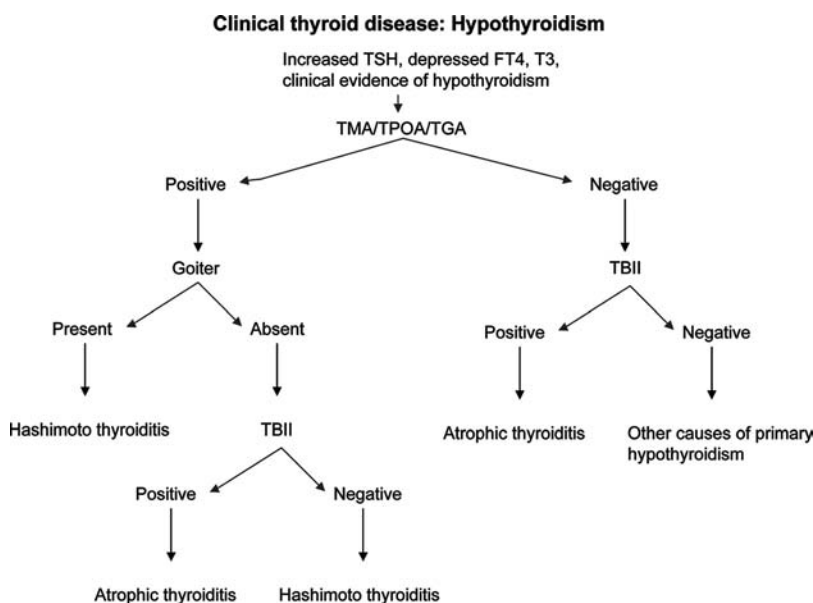 Clinical thyroid disease: Hypothyroidism
Increased TSH, depressed FT4, T3,
clinical evidence of hypothyroidism
TMA/TPOA/TGA
Positive
Negative
Goiter
TBII
Present
Absent
Positive
Negative
Hashimoto thyroiditis
TBII
Atrophic thyroiditis
Other causes of primary
hypothyroidism
Positive
Negative
Atrophic thyroiditis
Hashimoto thyroiditis